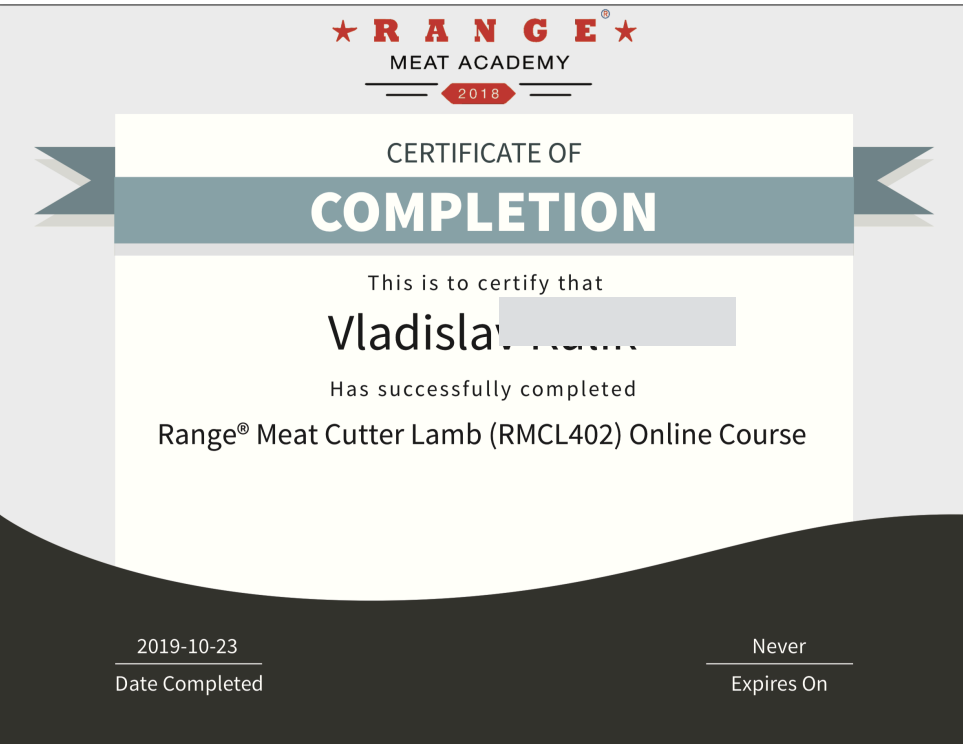 RANGE®
MEAT ACADEMY
2018
CERTIFICATE OF
COMPLETION
This is to certify that
Vladislav
Has successfully completed
Range® Meat Cutter Lamb (RMCL402) Online Course
2019-10-23
Date Completed
Never
Expires On